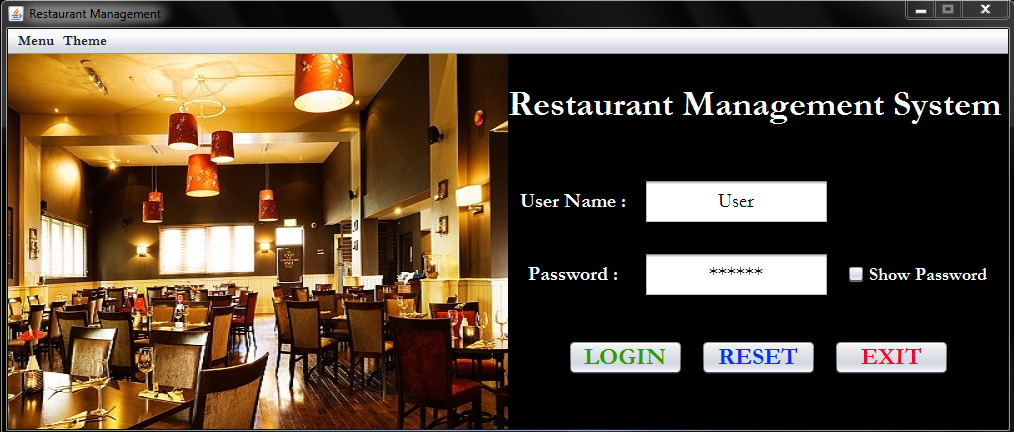 Restaurant Management
Menu Theme
Restaurant Management System
User Name : User
Password : ******
Show Password
LOGIN RESET EXIT